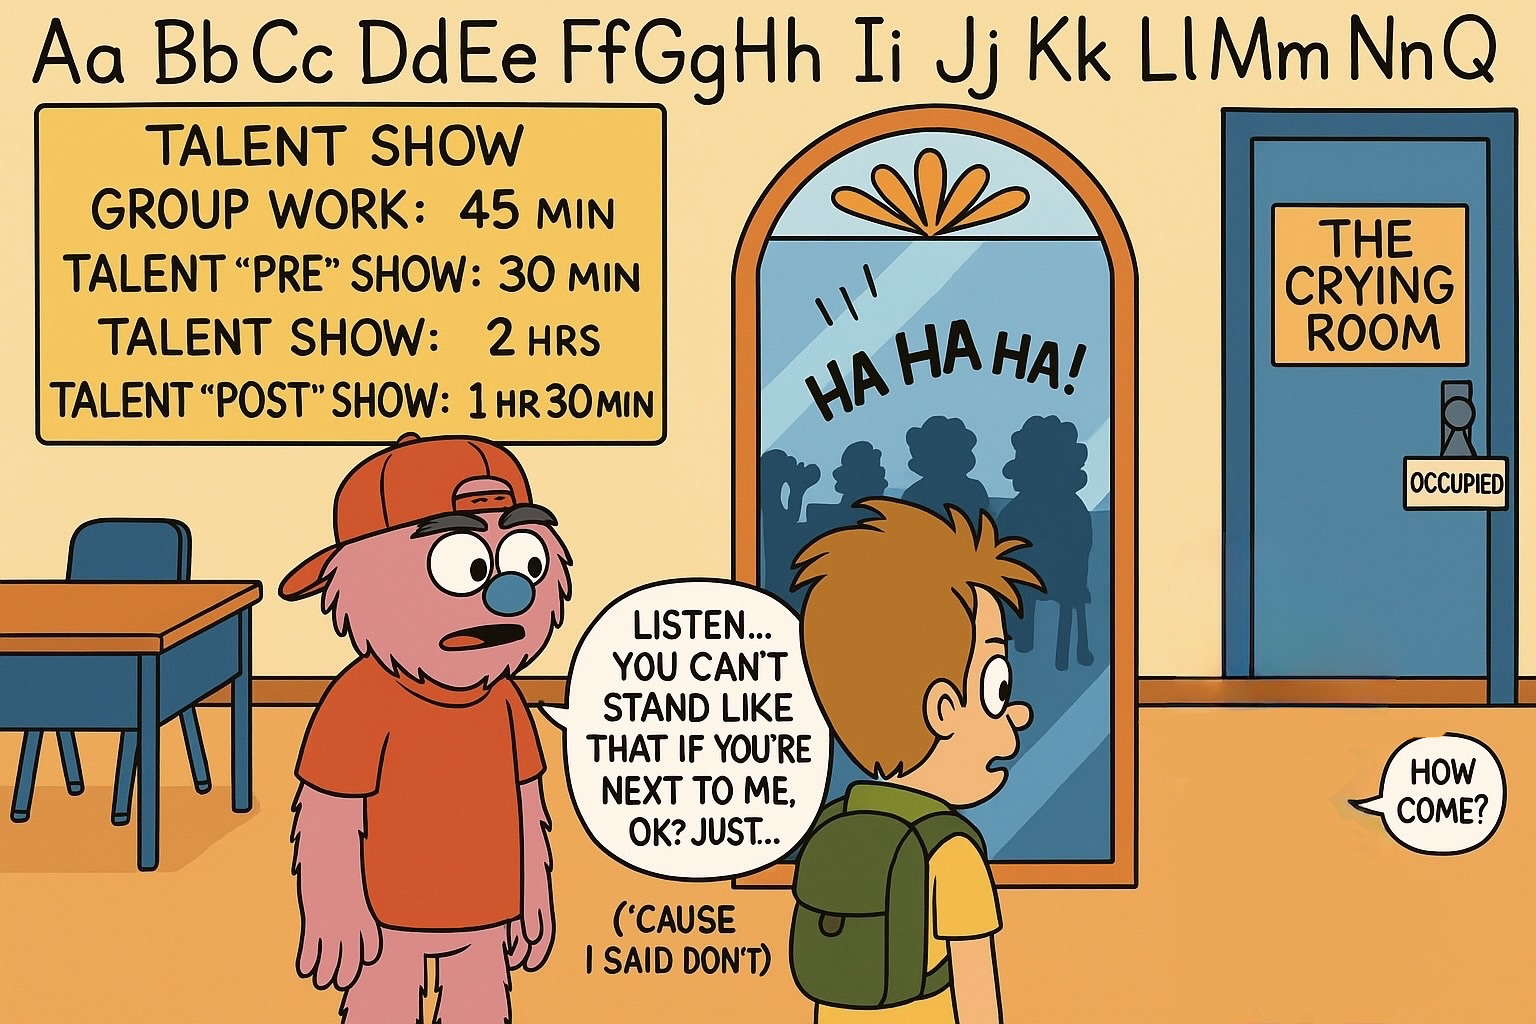 Aa Bb Cc Dd Ee Ff Gg Hh Ii Jj Kk Ll Mm Nn Q
TALENT SHOW
GROUP WORK: 45 MIN
TALENT “PRE” SHOW: 30 MIN
TALENT SHOW: 2 HRS
TALENT “POST” SHOW: 1 HR 30 MIN
HA HA HA!
THE
CRYING
ROOM
OCCUPIED
LISTEN...
YOU CAN'T
STAND LIKE
THAT IF YOU'RE
NEXT TO ME,
OK? JUST...
HOW
COME?
('CAUSE
I SAID DON'T)